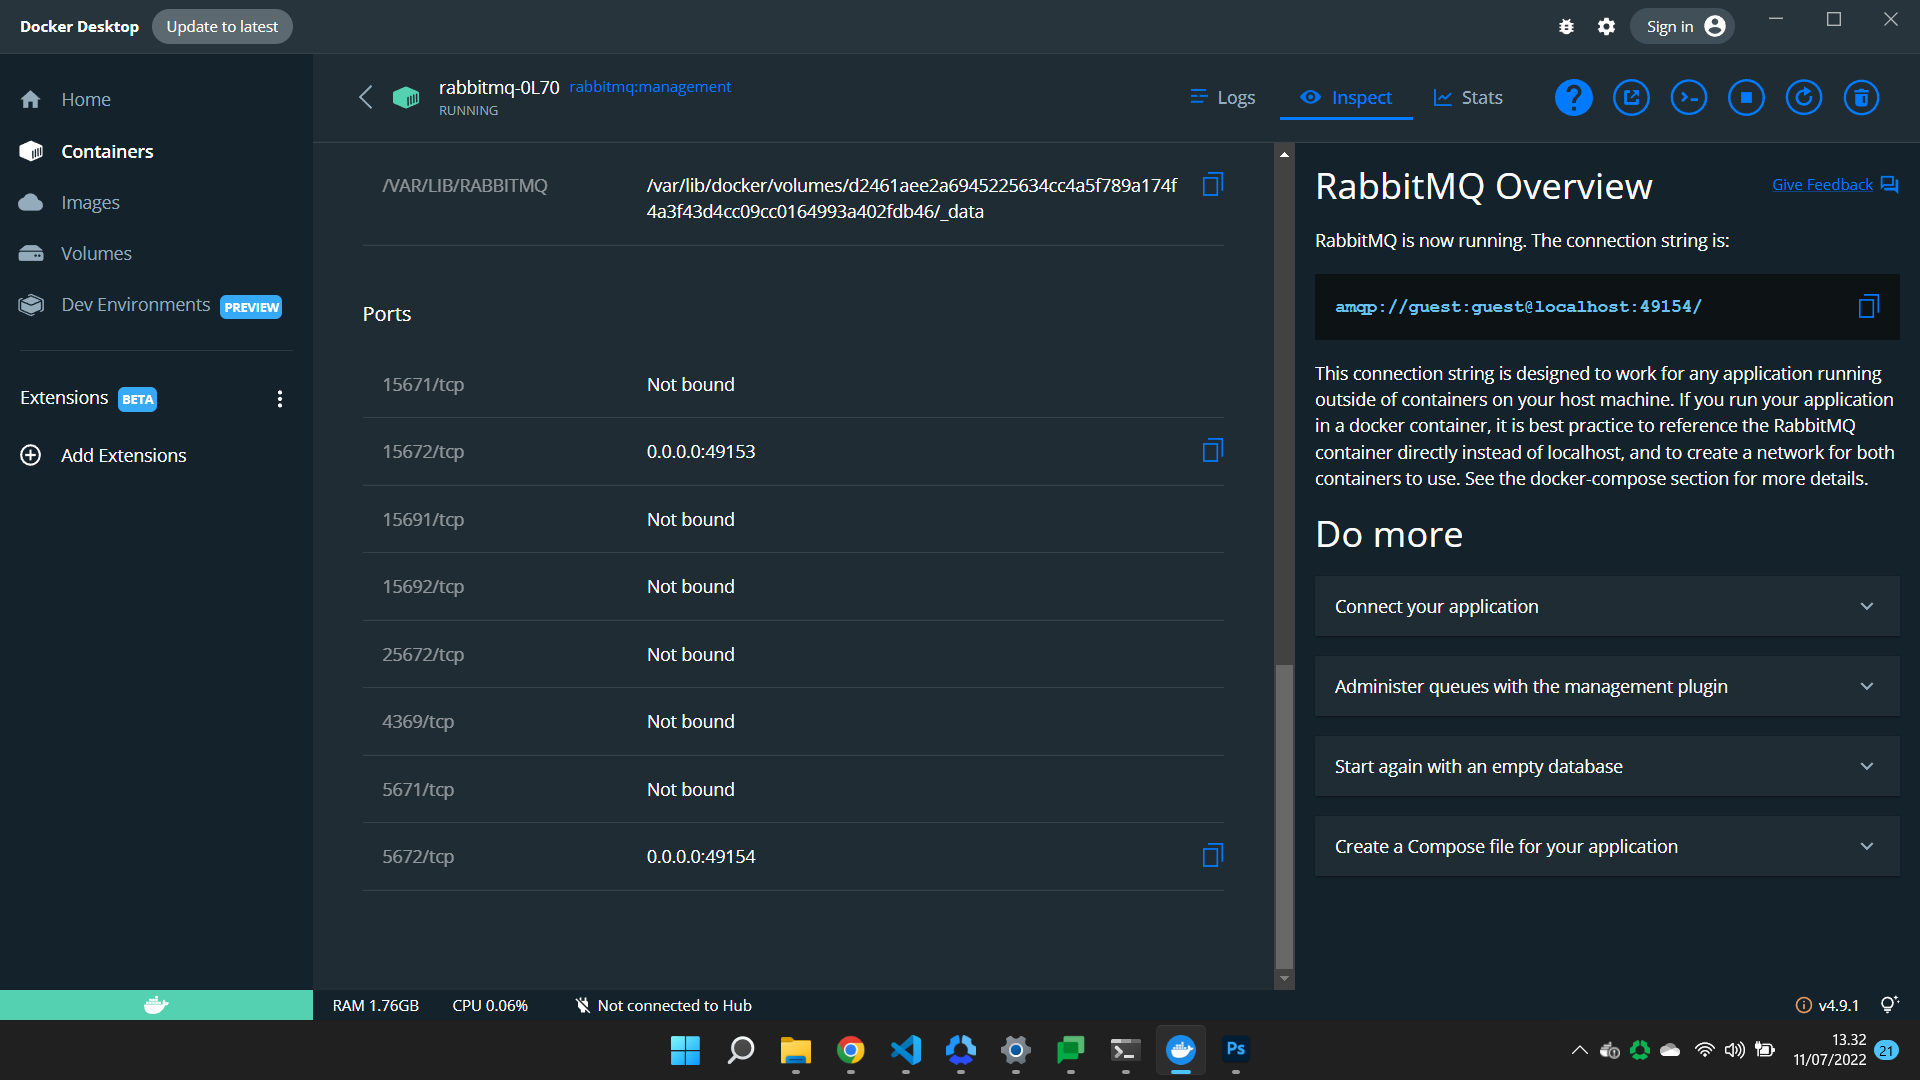 Docker Desktop
Update to latest
Sign in
Home
Containers
Images
Volumes
Dev Environments PREVIEW
Extensions BETA
Add Extensions
rabbitmq-0L70 rabbitmq:management
RUNNING
Logs
Inspect
Stats
/VAR/LIB/RABBITMQ
/var/lib/docker/volumes/d2461aee2a6945225634cc4a5f789a174f
4a3f43d4cc09cc0164993a402fdb46/_data
Ports
15671/tcp Not bound
15672/tcp 0.0.0.0:49153
15691/tcp Not bound
15692/tcp Not bound
25672/tcp Not bound
4369/tcp Not bound
5671/tcp Not bound
5672/tcp 0.0.0.0:49154
RabbitMQ Overview
Give Feedback
RabbitMQ is now running. The connection string is:
amqp://guest:guest@localhost:49154/
This connection string is designed to work for any application running
outside of containers on your host machine. If you run your application
in a docker container, it is best practice to reference the RabbitMQ
container directly instead of localhost, and to create a network for both
containers to use. See the docker-compose section for more details.
Do more
Connect your application
Administer queues with the management plugin
Start again with an empty database
Create a Compose file for your application
RAM 1.76GB
CPU 0.06%
Not connected to Hub
v4.9.1
Ps
13.32
11/07/2022
21